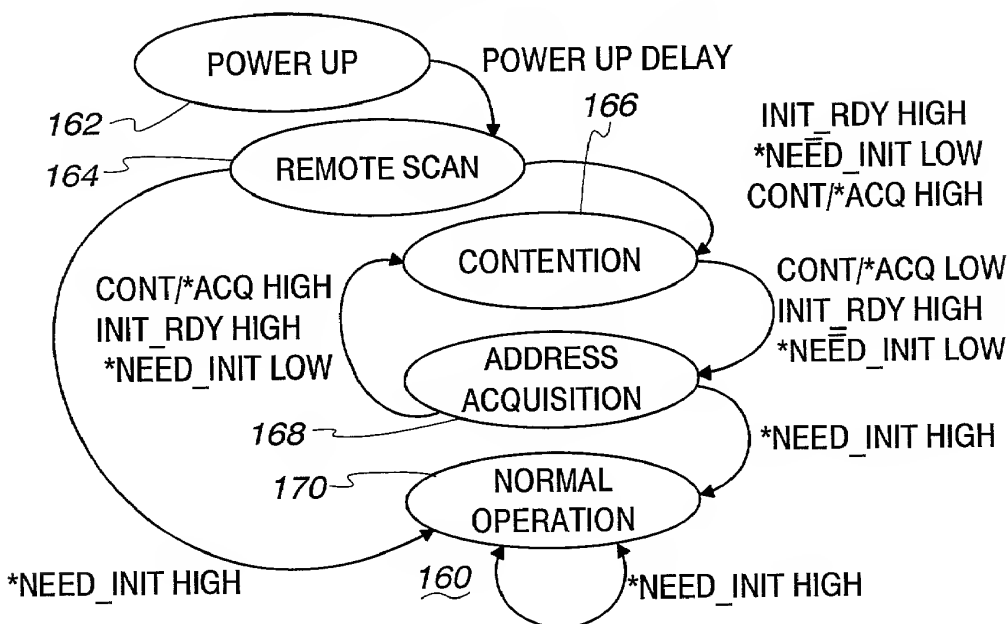 POWER UP
POWER UP DELAY
162
166
INIT_RDY HIGH
*NEED_INIT LOW
CONT/*ACQ HIGH
164
REMOTE SCAN
CONTENTION
CONT/*ACQ HIGH
INIT_RDY HIGH
*NEED_INIT LOW
CONT/*ACQ LOW
INIT_RDY HIGH
*NEED_INIT LOW
ADDRESS
ACQUISITION
168
*NEED_INIT HIGH
170
NORMAL
OPERATION
*NEED_INIT HIGH
160
*NEED_INIT HIGH